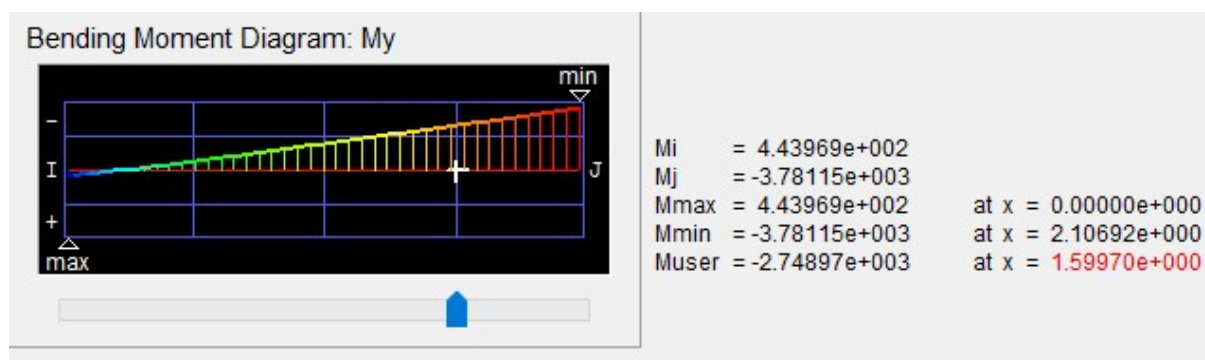 Bending Moment Diagram: My
min
-
I
J
+
max
Mi = 4.43969e+002
Mj = -3.78115e+003
Mmax = 4.43969e+002 at x = 0.00000e+000
Mmin = -3.78115e+003 at x = 2.10692e+000
Muser = -2.74897e+003 at x = 1.59970e+000